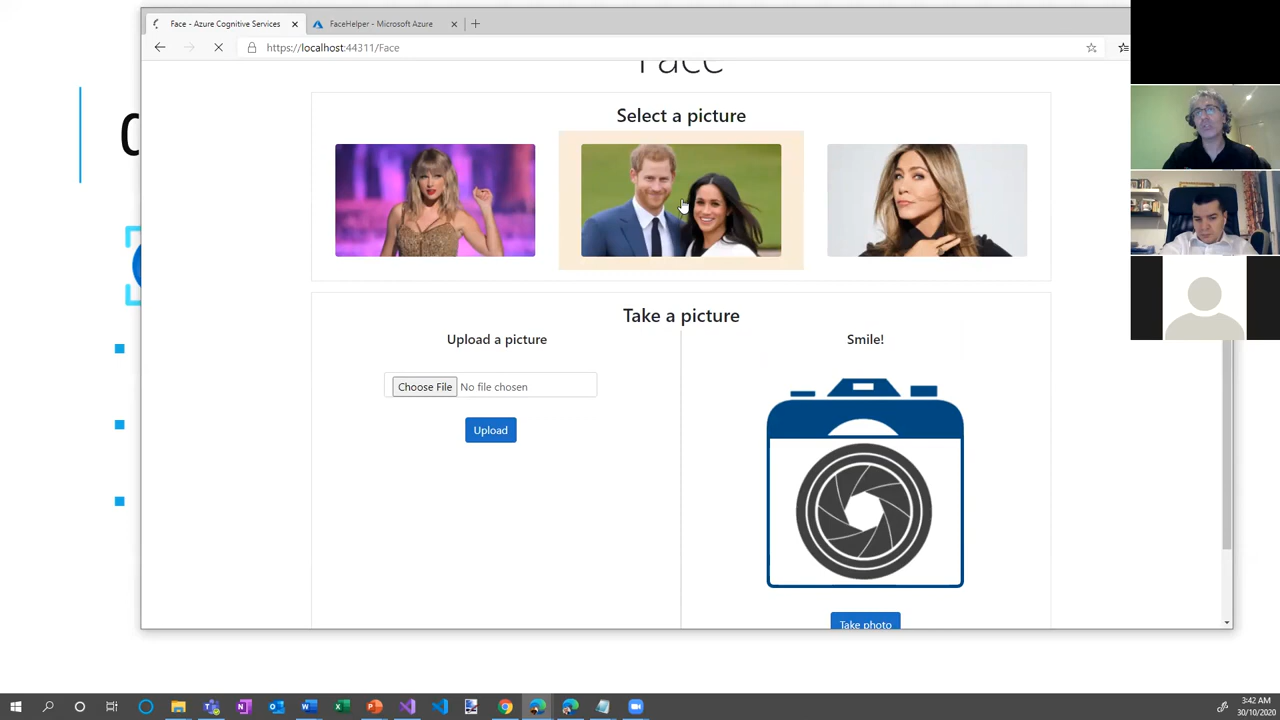 Face - Azure Cognitive Services
FaceHelper - Microsoft Azure
https://localhost:44311/Face
Face
Select a picture
Take a picture
Upload a picture
Smile!
Choose File No file chosen
Upload
Take photo
3:42 AM
30/10/2020